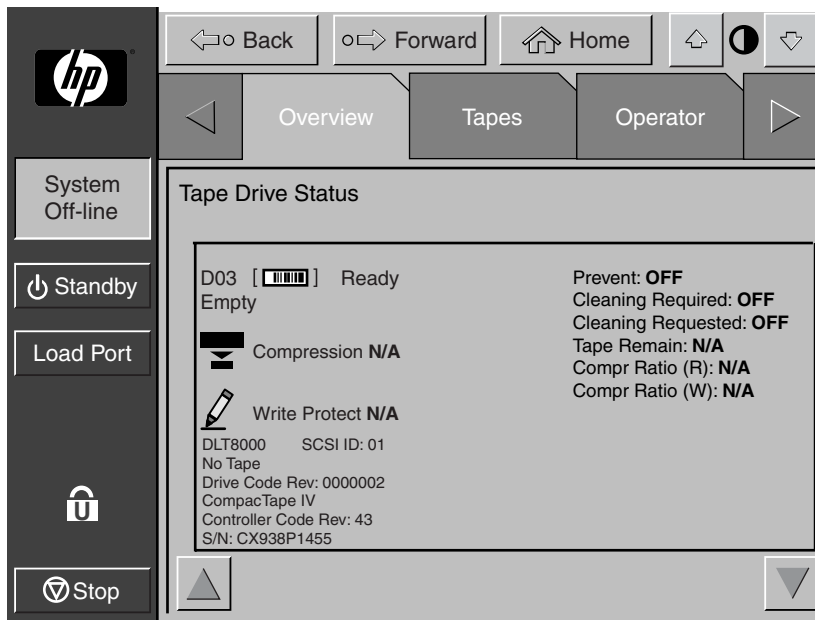 Back
Forward
Home
hp
Overview
Tapes
Operator
System
Off-line
Standby
Load Port
U
Stop
Tape Drive Status
D03 [ ] Ready
Empty
Compression N/A
Write Protect N/A
DLT8000 SCSI ID: 01
No Tape
Drive Code Rev: 0000002
CompacTape IV
Controller Code Rev: 43
S/N: CX938P1455
Prevent: OFF
Cleaning Required: OFF
Cleaning Requested: OFF
Tape Remain: N/A
Compr Ratio (R): N/A
Compr Ratio (W): N/A